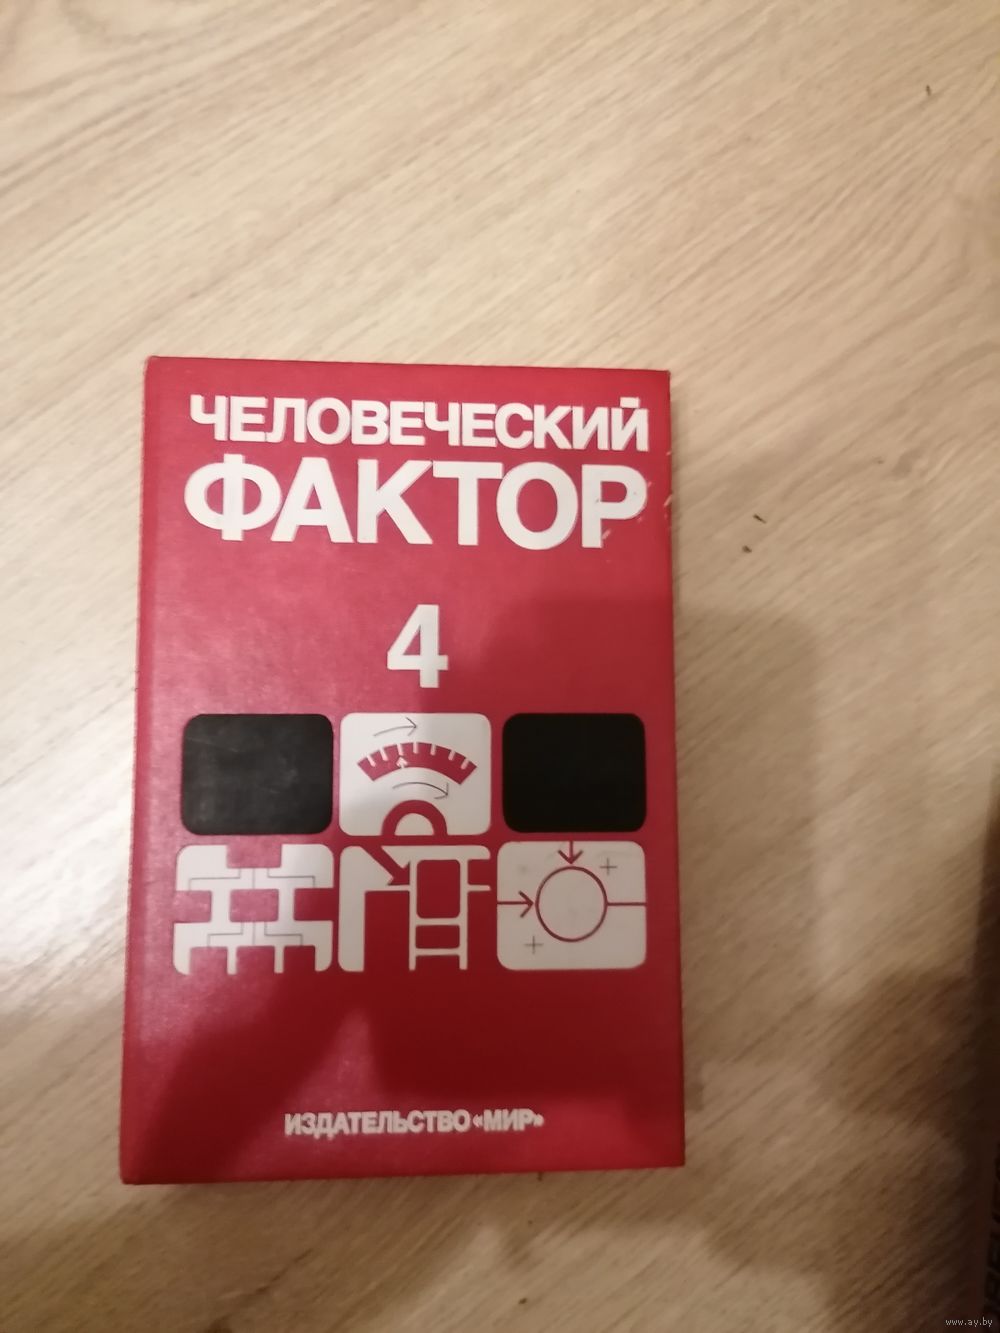 ЧЕЛОВЕЧЕСКИЙ
ФАКТОР
4
ИЗДАТЕЛЬСТВО «МИР»
www.ay.by